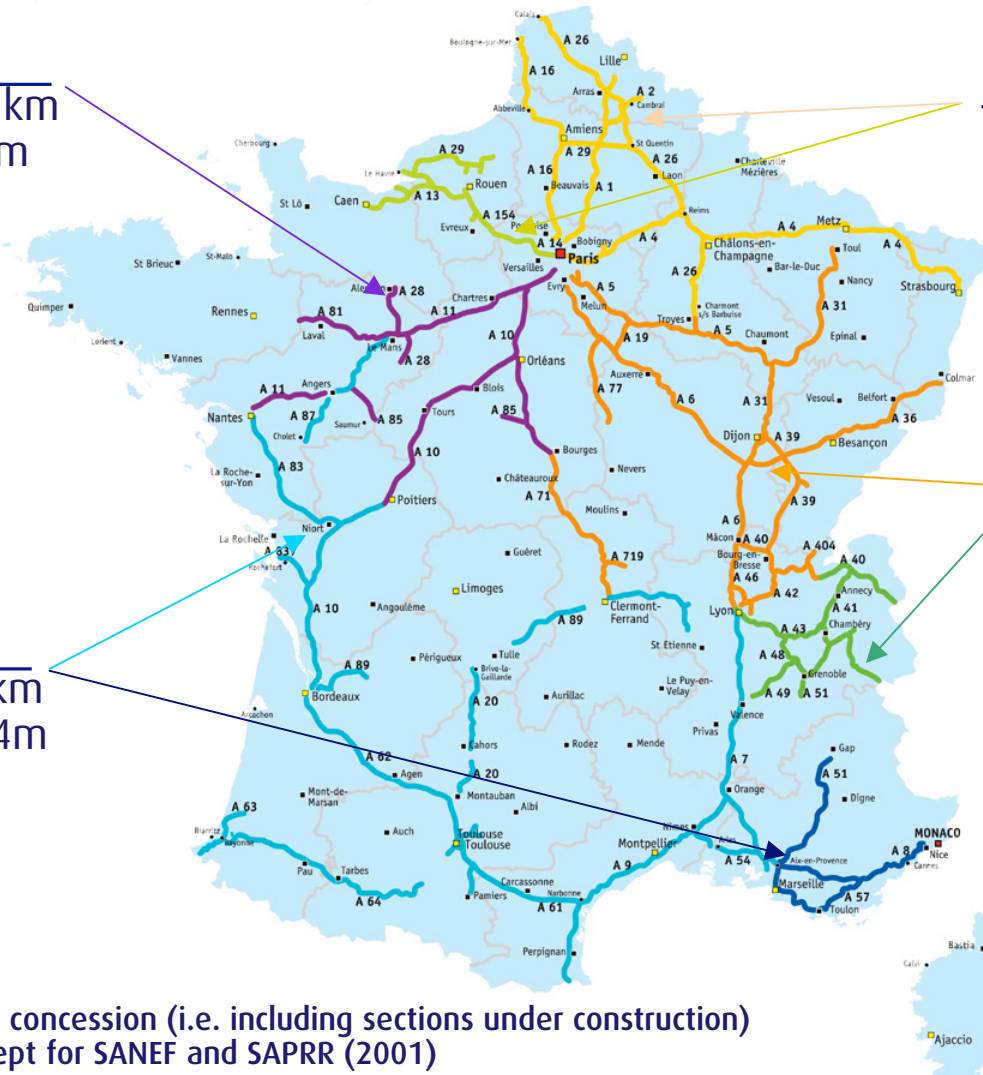 Calais
A 26
Boulogne-sur-Mer
Lille
A 16
km
Arras
A 2
Cambrai
Abbeville
m
Amiens
Cherbourg
A 29
A 29
St Quentin
A 26
Charleville
Mézières
Le Havre
A 16
Laon
Rouen
Beauvais
A 1
A 13
St Lô
Caen
A 154
Reims
Evreux
A 4
Metz
A 14
Bobigny
A 4
Châlons-en-
Champagne
Toul
A 4
Paris
Versailles
St-Malo
St Brieuc
A 26
Bar-le-Duc
Nancy
Evry
A 5
Strasbourg
A 28
Chartres
Melun
Quimper
A 81
A 11
Troyes
Charmont
s/s Barbuise
A 31
Rennes
A 5
Epinal
Laval
A 10
A 19
Chaumont
Lorient
Le Mans
Vannes
A 28
Orléans
Auxerre
Colmar
A 11
Angers
Blois
A 77
A 6
A 31
Vesoul
Belfort
A 36
Nantes
A 87
A 85
Tours
A 85
Saumur
Cholet
Dijon
A 39
Besançon
A 10
Bourges
La Roche-
sur-Yon
A 83
Nevers
Châteauroux
A 71
Poitiers
A 39
Moulins
Niort
A 6
La Rochelle
Mâcon
A 40
A 404
A 837
Guéret
A 719
Bourg-en-
Bresse
A 40
Rochefort
A 46
Annecy
Limoges
A 42
A 10
Angoulême
Clermont-
Ferrand
Lyon
A 41
A 89
A 43
Chambéry
St Etienne
A 48
Périgueux
Tulle
A 89
Brive-la-
Gaillarde
Grenoble
km
Le Puy-en-
Velay
A 49
A 51
Bordeaux
Aurillac
A 20
Valence
Arcachon
4m
Privas
Cahors
Rodez
Mende
Gap
A 62
A 7
A 20
Agen
A 51
Orange
Mont-de-
Marsan
Montauban
Digne
Albi
A 63
Biarritz
Bayonne
Auch
Toulouse
Toulouse
Nîmes
Arles
MONACO
Montpellier
A 8
Nice
A 54
Aix-en-Provence
Cannes
Pau
Tarbes
A 9
Carcassonne
Marseille
A 57
A 64
Pamiers
Narbonne
A 61
Toulon
Perpignan
Bastia
Calvi
concession (i.e. including sections under construction)
ept for SANEF and SAPRR (2001)
Ajaccio